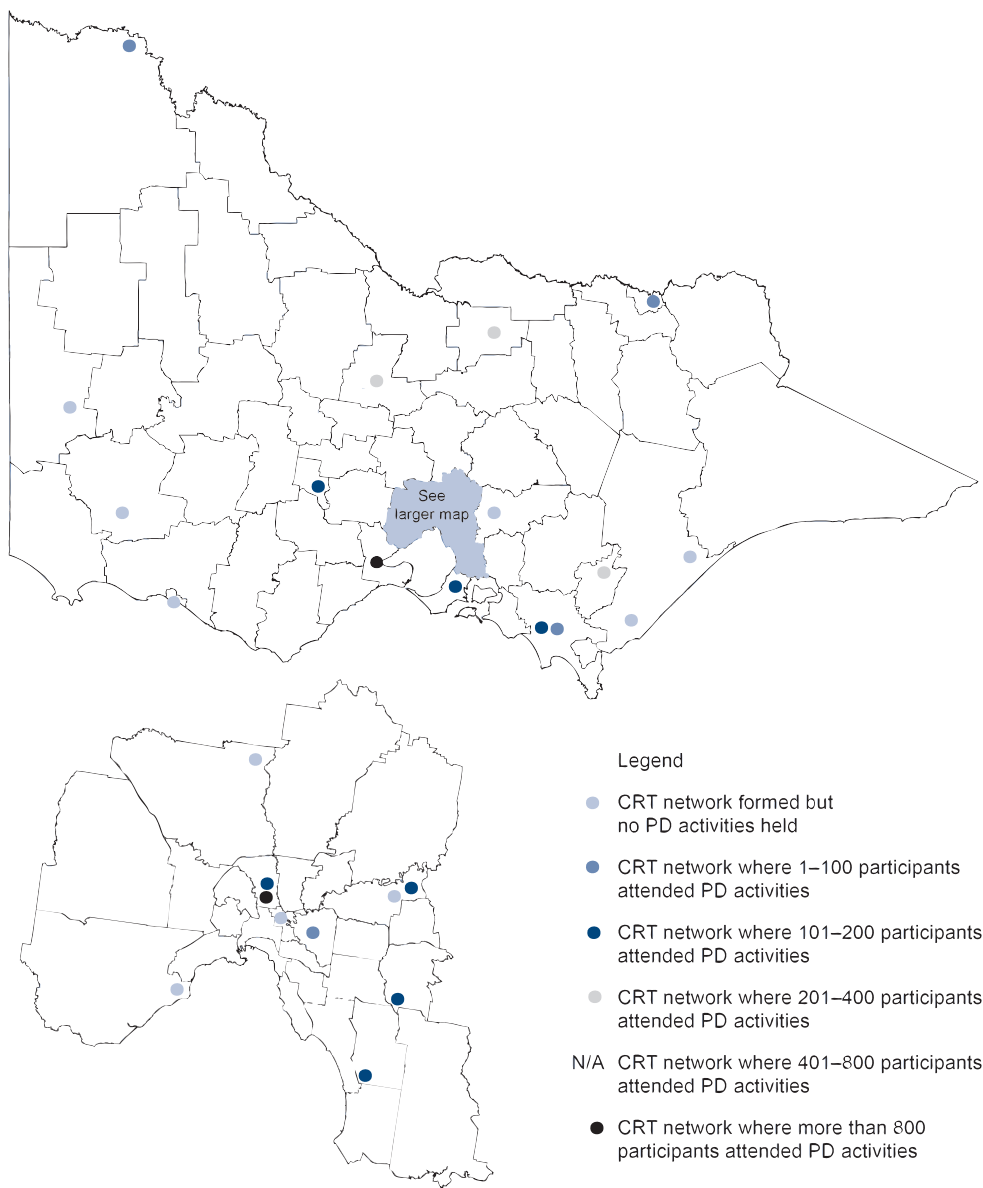 See
larger map
Legend
CRT network formed but
no PD activities held
CRT network where 1–100 participants
attended PD activities
CRT network where 101–200 participants
attended PD activities
CRT network where 201–400 participants
attended PD activities
N/A CRT network where 401–800 participants
attended PD activities
CRT network where more than 800
participants attended PD activities